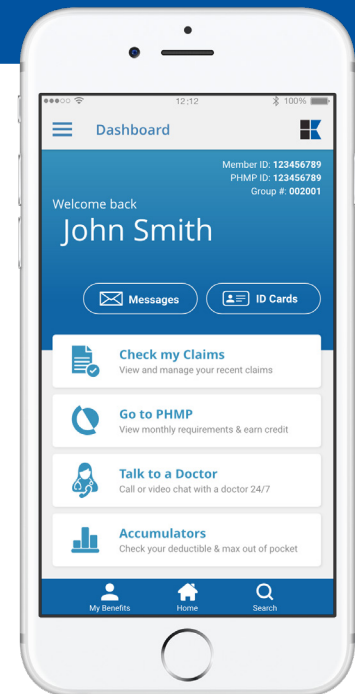 12:12
100%
Dashboard
Member ID: 123456789
PHMP ID: 123456789
Group #: 002001
Welcome back
John Smith
Messages
ID Cards
Check my Claims
View and manage your recent claims
Go to PHMP
View monthly requirements & earn credit
Talk to a Doctor
Call or video chat with a doctor 24/7
Accumulators
Check your deductible & max out of pocket
My Benefits
Home
Search